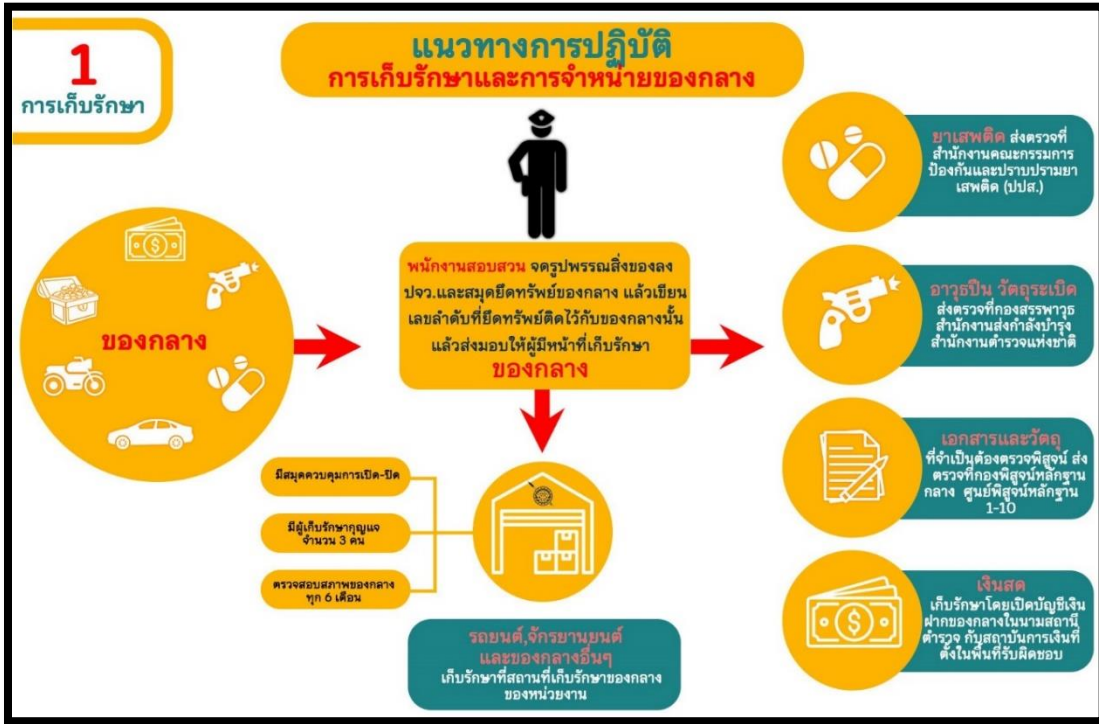 1
การเก็บรักษา
แนวทางการปฏิบัติ
การเก็บรักษาและการจำหน่ายของกลาง
ของกลาง
พนักงานสอบสวน จดรูปพรรณสิ่งของลง
ปจว.และสมุดยึดทรัพย์ของกลาง แล้วเขียน
เลขลำดับที่ยึดทรัพย์ติดไว้กับของกลางนั้น
แล้วส่งมอบให้ผู้มีหน้าที่เก็บรักษา
ของกลาง
มีสมุดควบคุมการเปิด-ปิด
มีผู้เก็บรักษากุญแจ
จำนวน 3 คน
ตรวจสอบสภาพของกลาง
ทุก 6 เดือน
รถยนต์,จักรยานยนต์
และของกลางอื่นๆ
เก็บรักษาที่สถานที่เก็บรักษาของกลาง
ของหน่วยงาน
ยาเสพติด ส่งตรวจที่
สำนักงานคณะกรรมการ
ป้องกันและปราบปรามยา
เสพติด (ปปส.)
อาวุธปืน วัตถุระเบิด
ส่งตรวจที่กองสรรพาวุธ
สำนักงานส่งกำลังบำรุง
สำนักงานตำรวจแห่งชาติ
เอกสารและวัตถุ
ที่จำเป็นต้องตรวจพิสูจน์ ส่ง
ตรวจที่กองพิสูจน์หลักฐาน
กลาง ศูนย์พิสูจน์หลักฐาน
1-10
เงินสด
เก็บรักษาโดยเปิดบัญชีเงิน
ฝากของกลางในนามสถานี
ตำรวจ กับสถาบันการเงินที่
ตั้งในพื้นที่รับผิดชอบ